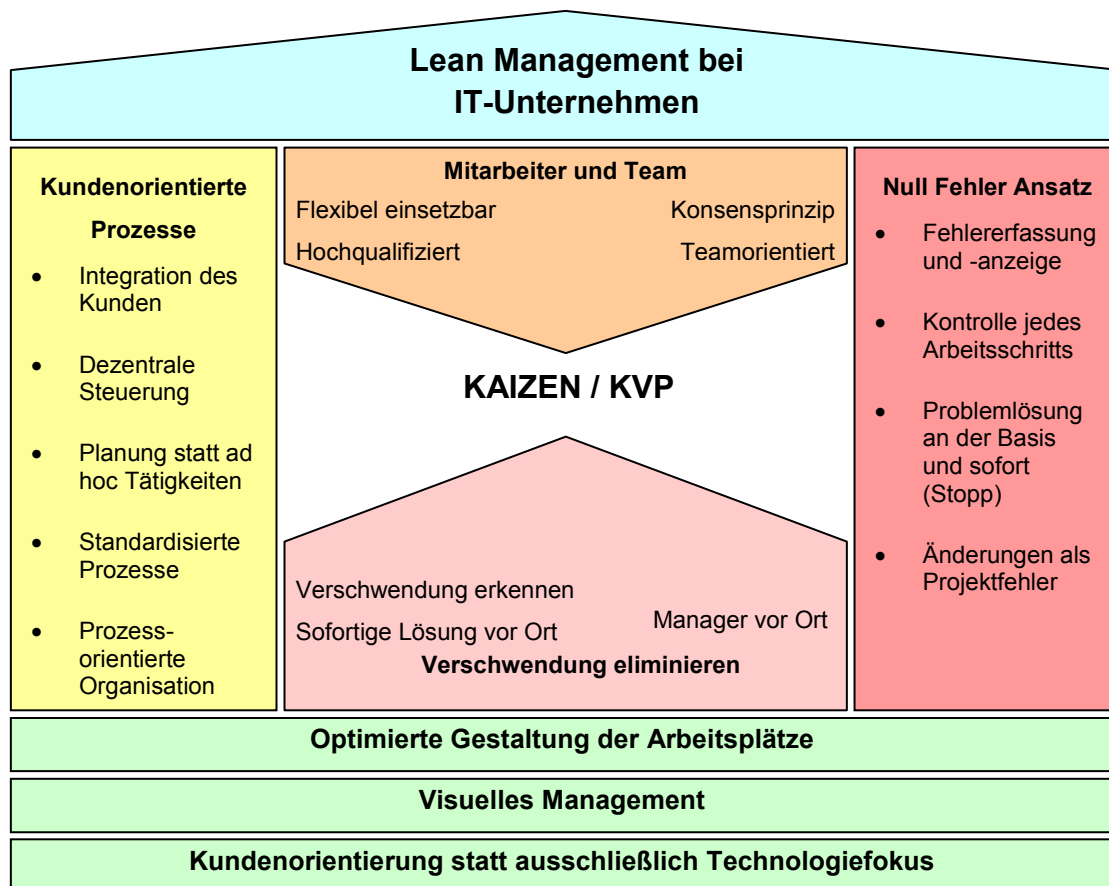 Lean Management bei
IT-Unternehmen
Kundenorientierte
Prozesse
• Integration des
Kunden
• Dezentrale
Steuerung
• Planung statt ad
hoc Tätigkeiten
• Standardisierte
Prozesse
• Prozess-
orientierte
Organisation
Mitarbeiter und Team
Flexibel einsetzbar
Konsensprinzip
Hochqualifiziert
Teamorientiert
KAIZEN / KVP
Verschwendung erkennen
Sofortige Lösung vor Ort
Manager vor Ort
Verschwendung eliminieren
Null Fehler Ansatz
• Fehlererfassung
und -anzeige
• Kontrolle jedes
Arbeitsschritts
• Problemlösung
an der Basis
und sofort
(Stopp)
• Änderungen als
Projektfehler
Optimierte Gestaltung der Arbeitsplätze
Visuelles Management
Kundenorientierung statt ausschließlich Technologiefokus